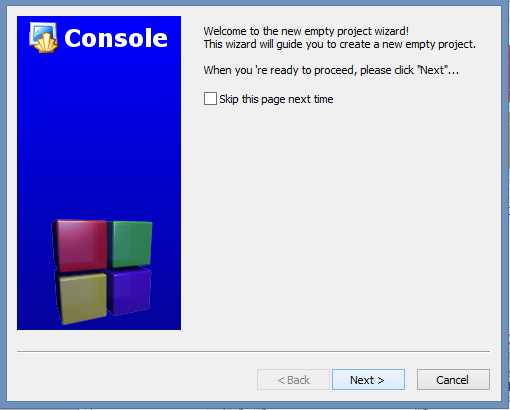 Console
Welcome to the new empty project wizard!
This wizard will guide you to create a new empty project.
When you 're ready to proceed, please click "Next"...
Skip this page next time
< Back
Next >
Cancel